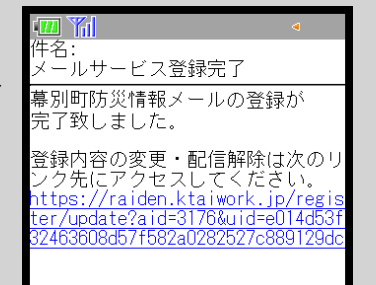 件名:
メールサービス登録完了
幕別町防災情報メールの登録が
完了致しました。
登録内容の変更・配信解除は次のリ
ンク先にアクセスしてください。
https://raiden.ktaiwork.jp/regis
ter/update?aid=3176&uid=e014d53f
32463608d57f582a0282527c889129dc